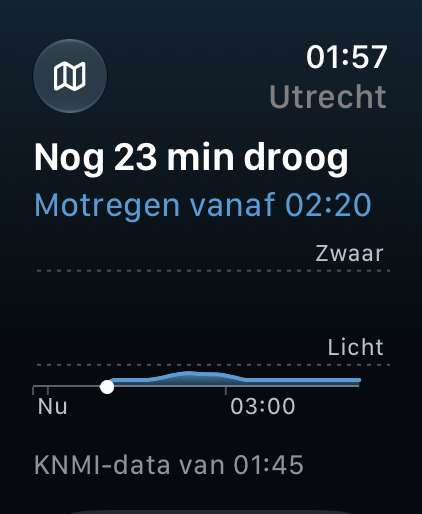 01:57
Utrecht
Nog 23 min droog
Motregen vanaf 02:20
Zwaar
Licht
Nu 03:00
KNMI-data van 01:45